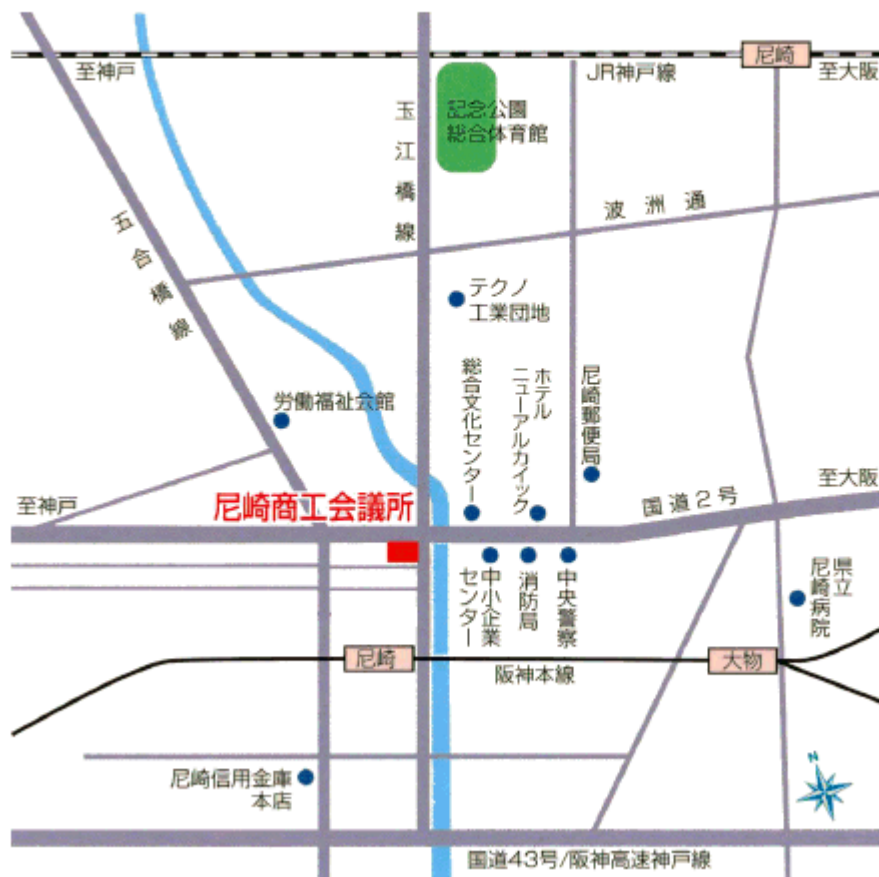 尼崎
至神戸
JR神戸線
至大阪
玉江橋線
記念公園
総合体育館
波洲通
五合橋線
テクノ
工業団地
総合文化センター
ホテル
ニューアルカイック
尼崎郵便局
労働福祉会館
至神戸
尼崎商工会議所
国道2号
至大阪
中小企業
センター
消防局
中央警察
県立
尼崎病院
尼崎
阪神本線
大物
N
尼崎信用金庫
本店
国道43号/阪神高速神戸線